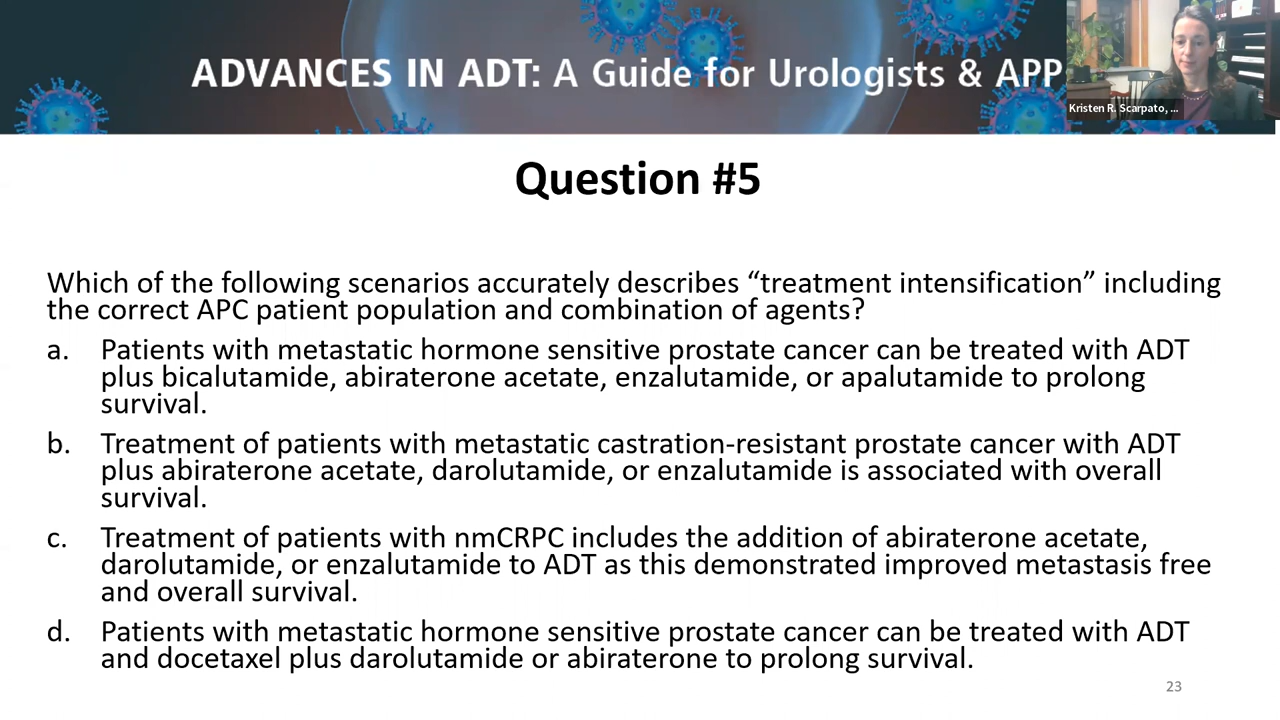 ADVANCES IN ADT: A Guide for Urologists & APP
Kristen R. Scarpato, ...
Question #5
Which of the following scenarios accurately describes “treatment intensification” including
the correct APC patient population and combination of agents?
a. Patients with metastatic hormone sensitive prostate cancer can be treated with ADT
plus bicalutamide, abiraterone acetate, enzalutamide, or apalutamide to prolong
survival.
b. Treatment of patients with metastatic castration-resistant prostate cancer with ADT
plus abiraterone acetate, darolutamide, or enzalutamide is associated with overall
survival.
c. Treatment of patients with nmCRPC includes the addition of abiraterone acetate,
darolutamide, or enzalutamide to ADT as this demonstrated improved metastasis free
and overall survival.
d. Patients with metastatic hormone sensitive prostate cancer can be treated with ADT
and docetaxel plus darolutamide or abiraterone to prolong survival.
23